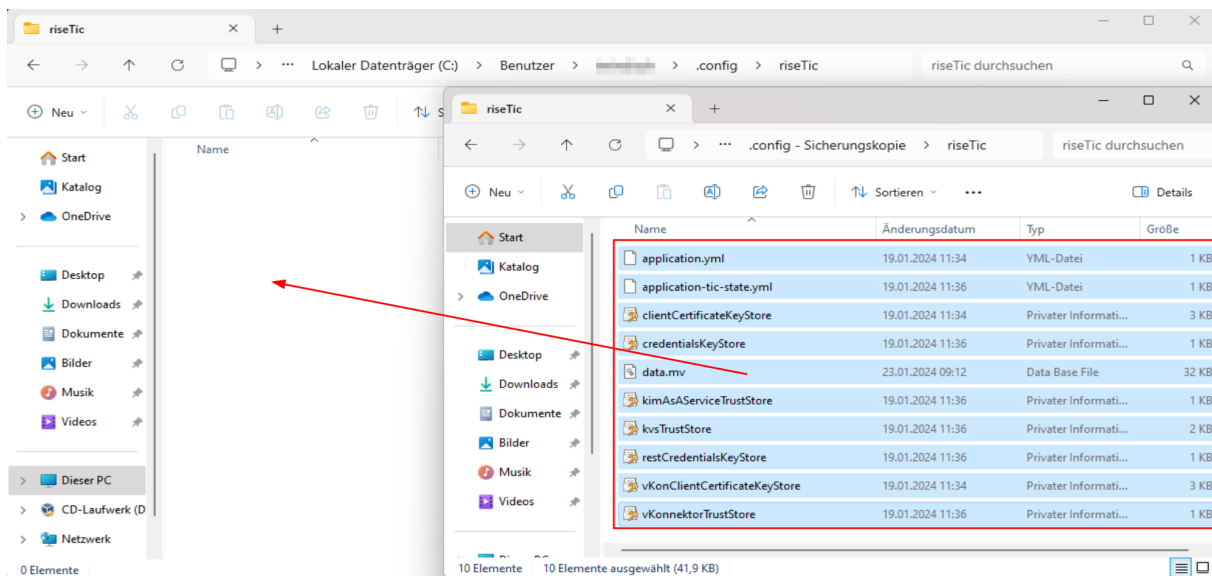 riseTic
Lokaler Datenträger (C:) > Benutzer > > .config > riseTic
riseTic durchsuchen
Neu
Name
Start
Katalog
OneDrive
Desktop
Downloads
Dokumente
Bilder
Musik
Videos
Dieser PC
CD-Laufwerk (D
Netzwerk
0 Elemente
riseTic
.config - Sicherungskopie > riseTic
riseTic durchsuchen
Neu
Sortieren
Details
Start
Katalog
OneDrive
Desktop
Downloads
Dokumente
Bilder
Musik
Videos
Name Änderungsdatum Typ Größe
application.yml 19.01.2024 11:34 YML-Datei 1 KB
application-tic-state.yml 19.01.2024 11:36 YML-Datei 1 KB
clientCertificateKeyStore 19.01.2024 11:34 Privater Informati... 3 KB
credentialsKeyStore 19.01.2024 11:36 Privater Informati... 1 KB
data.mv 23.01.2024 09:12 Data Base File 32 KB
kimAsAServiceTrustStore 19.01.2024 11:36 Privater Informati... 1 KB
kvsTrustStore 19.01.2024 11:36 Privater Informati... 2 KB
restCredentialsKeyStore 19.01.2024 11:36 Privater Informati... 1 KB
vKonClientCertificateKeyStore 19.01.2024 11:34 Privater Informati... 3 KB
vKonnektorTrustStore 19.01.2024 11:36 Privater Informati... 1 KB
10 Elemente 10 Elemente ausgewählt (41,9 KB)